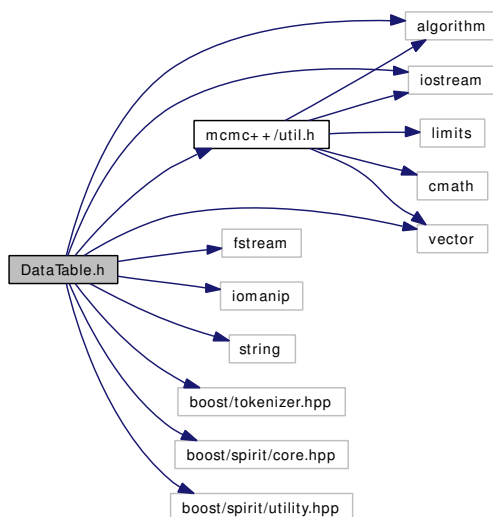 algorithm
iostream
mcmc++/util.h
limits
cmath
vector
fstream
DataTable.h
iomanip
string
boost/tokenizer.hpp
boost/spirit/core.hpp
boost/spirit/utility.hpp